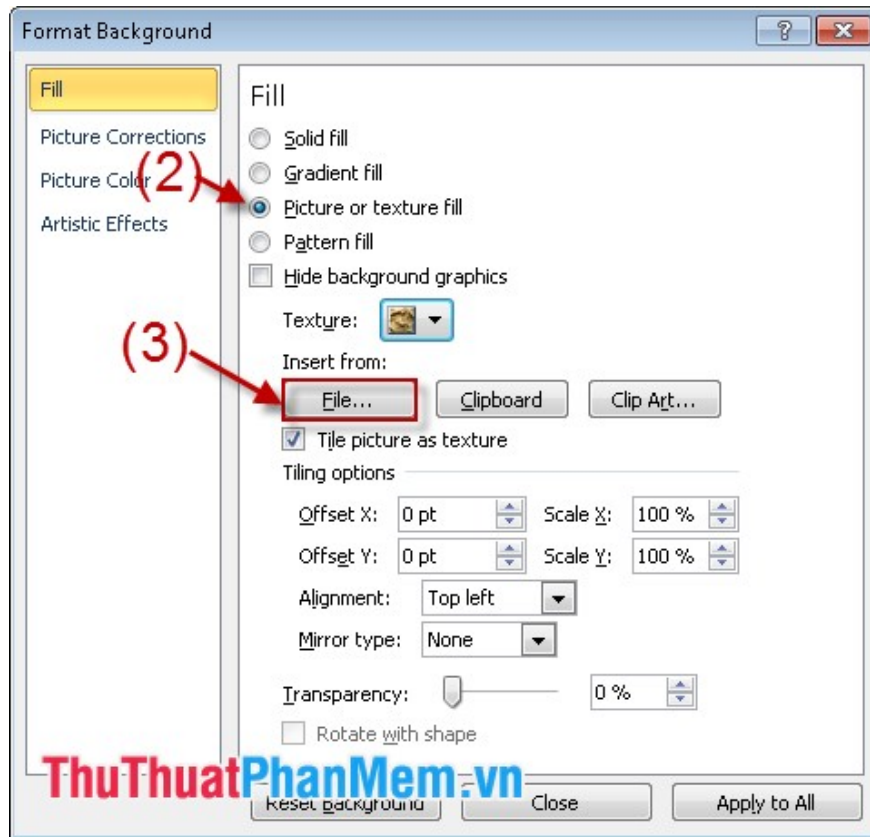 Format Background
Fill
Picture Corrections
Picture Color
Artistic Effects
Fill
Solid fill
Gradient fill
(2)
Picture or texture fill
Pattern fill
Hide background graphics
Texture:
(3)
Insert from:
File... Clipboard Clip Art...
Tile picture as texture
Tiling options
Offset X: 0 pt Scale X: 100 %
Offset Y: 0 pt Scale Y: 100 %
Alignment: Top left
Mirror type: None
Transparency: 0 %
Rotate with shape
ThuThuatPhanMem.vn
Reset Background Close Apply to All